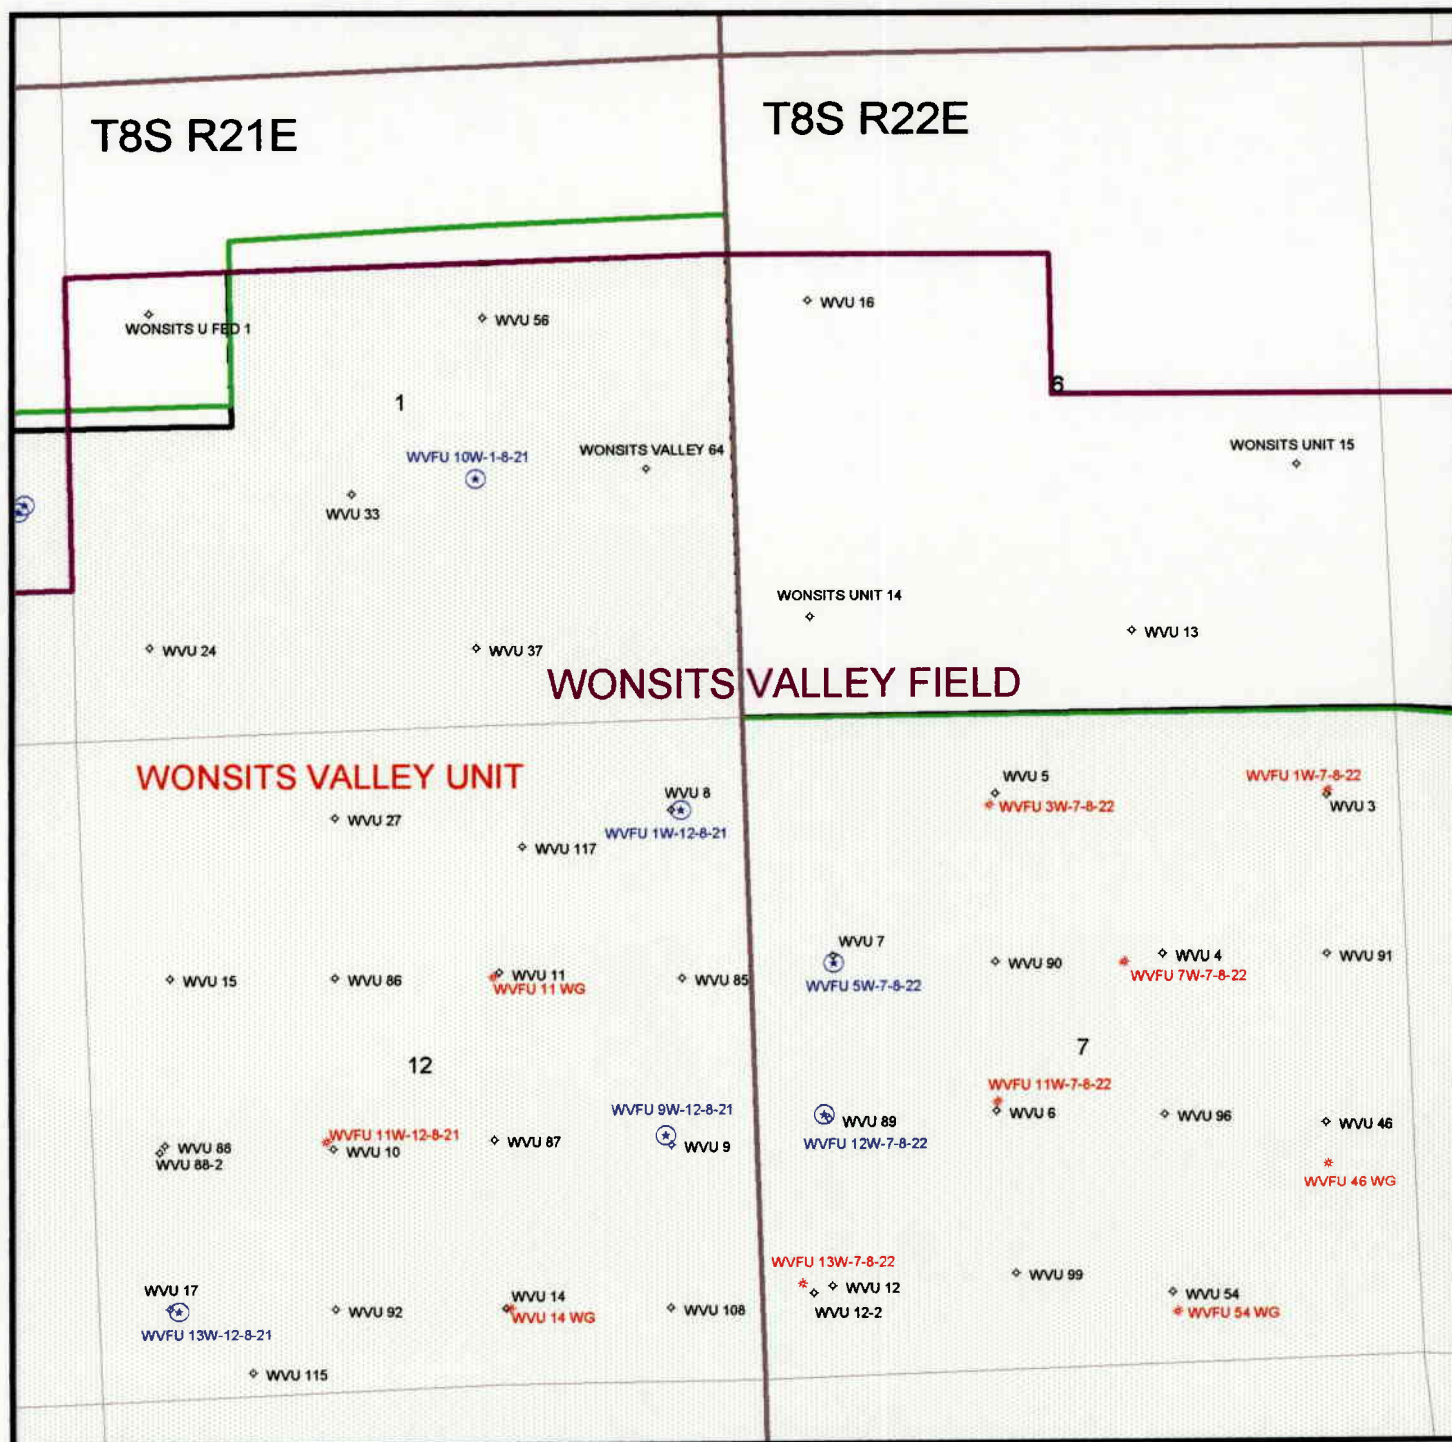 T8S R21E
T8S R22E
WONSITS U FED 1
WVU 56
WVU 16
1
6
WVFU 10W-1-8-21
WONSITS VALLEY 64
WONSITS UNIT 15
WVU 33
WONSITS UNIT 14
WVU 24
WVU 37
WVU 13
WONSITS VALLEY FIELD
WONSITS VALLEY UNIT
WVU 5
WVFU 1W-7-8-22
WVU 8
WVFU 3W-7-8-22
WVU 3
WVU 27
WVFU 1W-12-8-21
WVU 117
WVU 7
WVU 4
WVU 91
WVU 90
WVFU 7W-7-8-22
WVU 15
WVU 86
WVU 11
WVFU 11 WG
WVU 85
WVFU 5W-7-8-22
12
7
WVFU 11W-7-8-22
WVFU 9W-12-8-21
WVU 6
WVU 96
WVU 89
WVU 46
WVFU 12W-7-8-22
WVFU 11W-12-8-21
WVU 87
WVU 9
WVU 88
WVU 10
WVU 88-2
WVFU 46 WG
WVFU 13W-7-8-22
WVU 99
WVU 17
WVU 14
WVU 12
WVU 54
WVU 92
WVU 14 WG
WVU 108
WVU 12-2
WVFU 54 WG
WVFU 13W-12-8-21
WVU 115